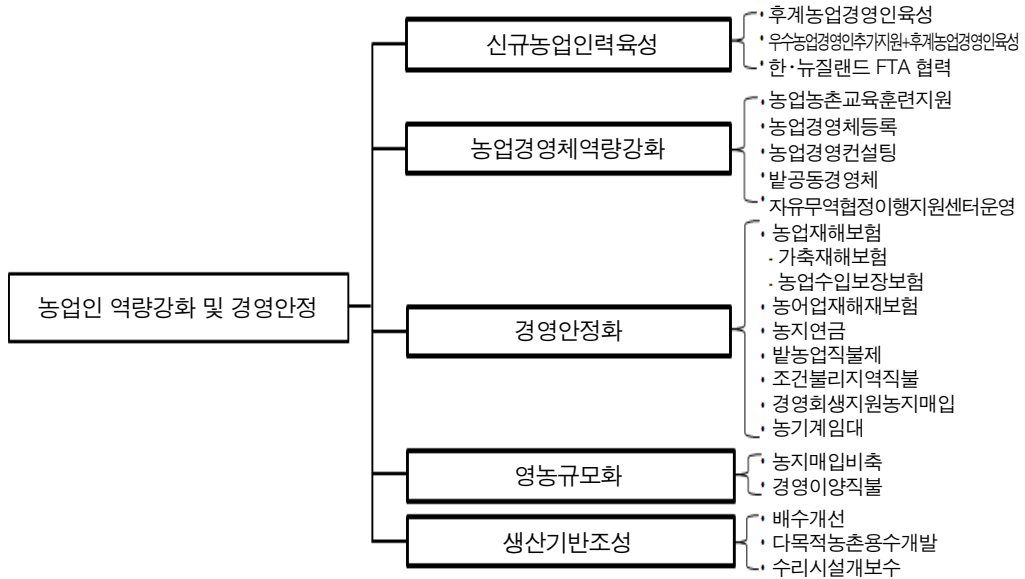 농업인 역량강화 및 경영안정
신규농업인력육성
• 후계농업경영인육성
• 우수농업경영인추가지원+후계농업경영인육성
• 한·뉴질랜드 FTA 협력
농업경영체역량강화
• 농업농촌교육훈련지원
• 농업경영체등록
• 농업경영컨설팅
• 밭공동경영체
• 자유무역협정이행지원센터운영
경영안정화
• 농업재해보험
- 가축재해보험
- 농업수입보장보험
• 농어업재해재보험
• 농지연금
• 밭농업직불제
• 조건불리지역직불
• 경영회생지원농지매입
• 농기계임대
영농규모화
• 농지매입비축
• 경영이양직불
생산기반조성
• 배수개선
• 다목적농촌용수개발
• 수리시설개보수